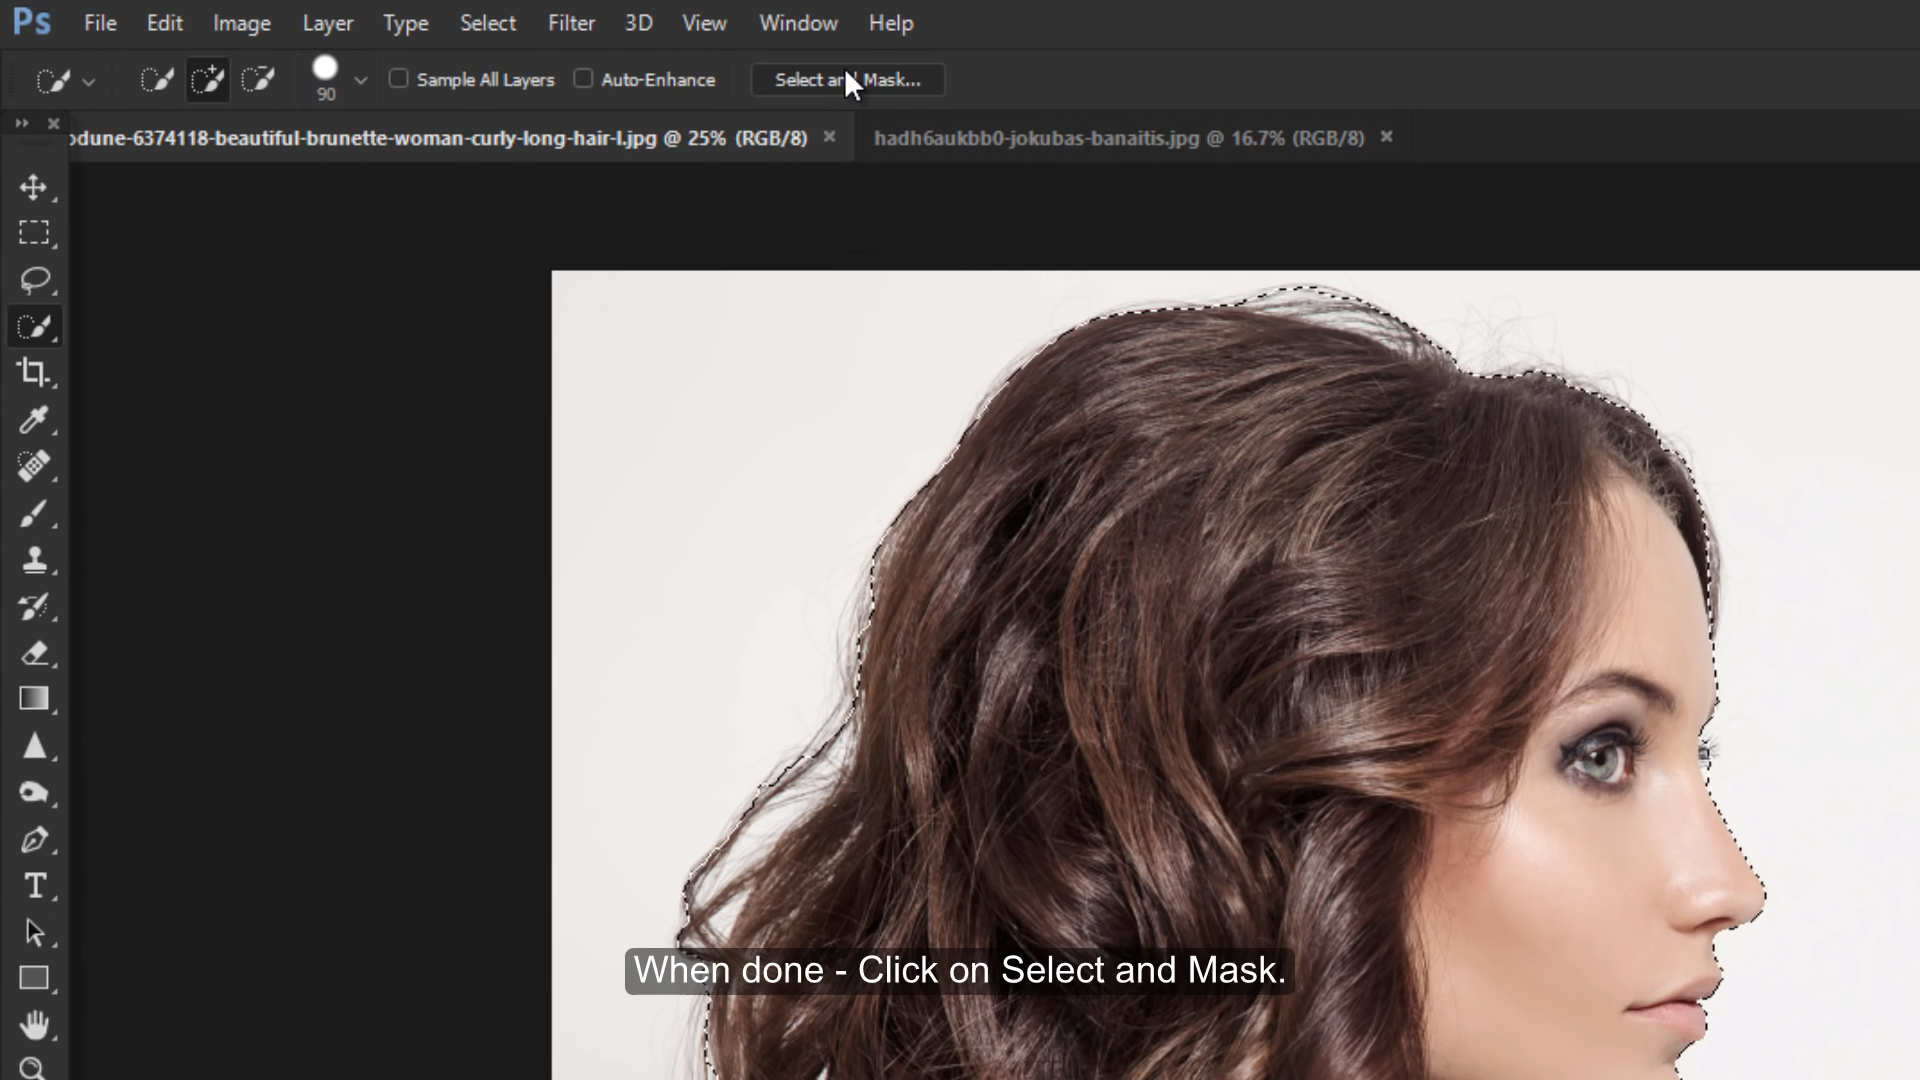 Ps File Edit Image Layer Type Select Filter 3D View Window Help
90 Sample All Layers Auto-Enhance Select and Mask...
odune-6374118-beautiful-brunette-woman-curly-long-hair-l.jpg @ 25% (RGB/8) hadh6aukbb0-jokubas-banaitis.jpg @ 16.7% (RGB/8)
T
When done - Click on Select and Mask.